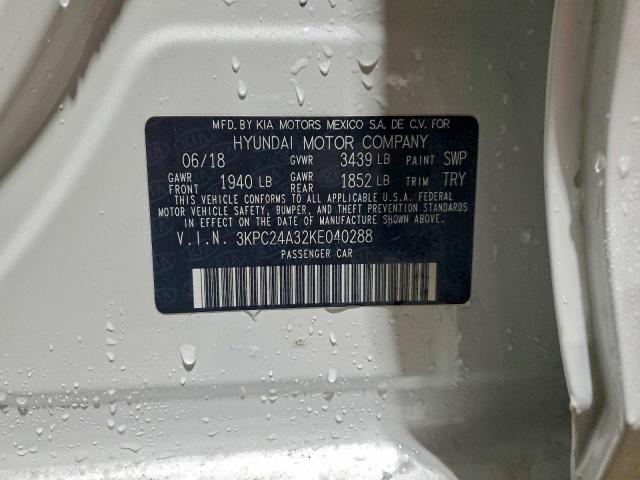 MFD. BY KIA MOTORS MEXICO S.A. DE C.V. FOR
HYUNDAI MOTOR COMPANY
06/18 GVWR 3439 LB PAINT SWP
GAWR FRONT 1940 LB GAWR REAR 1852 LB TRIM TRY
THIS VEHICLE CONFORMS TO ALL APPLICABLE U.S.A. FEDERAL
MOTOR VEHICLE SAFETY, BUMPER, AND THEFT PREVENTION STANDARDS
IN EFFECT ON THE DATE OF MANUFACTURE SHOWN ABOVE.
V.I.N. 3KPC24A32KE040288
PASSENGER CAR